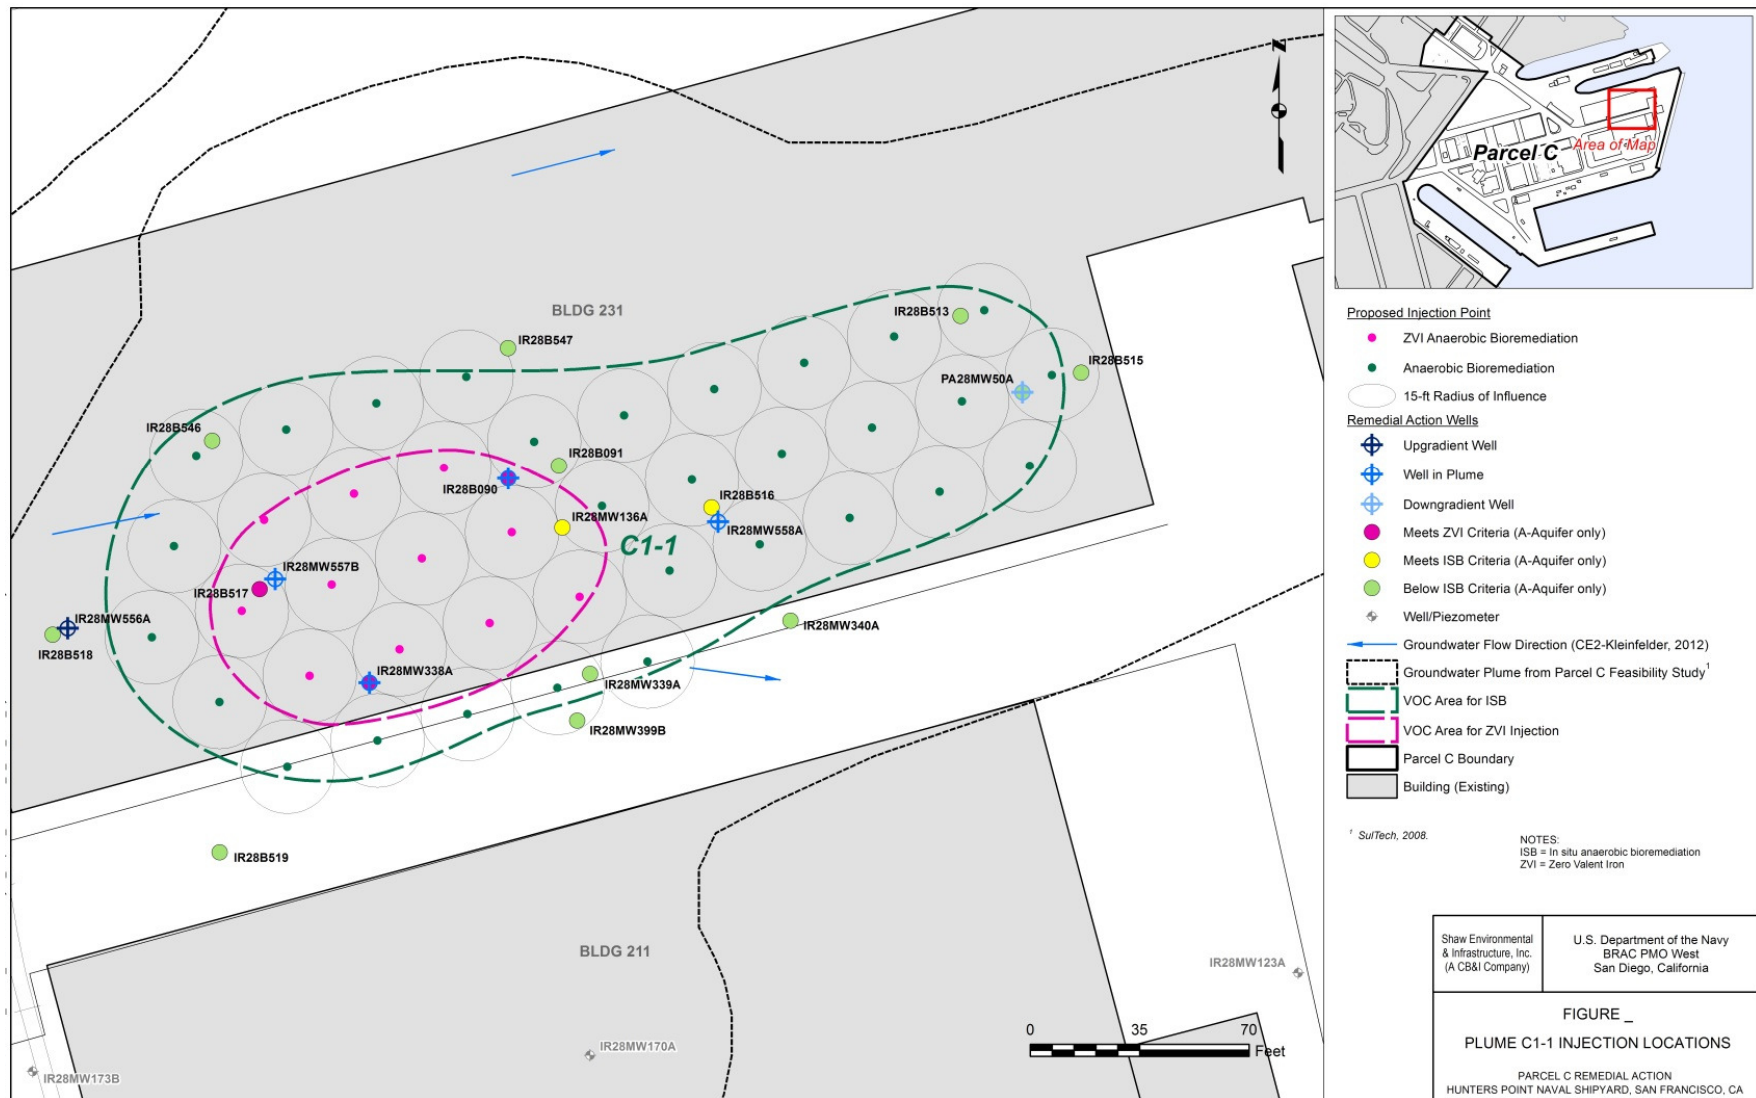 N
BLDG 231
IR28B513
IR28B547
IR28B515
PA28MW50A
IR28B546
IR28B091
IR28B090
IR28B516
IR28MW136A
IR28MW558A
C1-1
IR28MW557B
IR28B517
IR28MW556A
IR28B518
IR28MW340A
IR28MW338A
IR28MW339A
IR28MW399B
IR28B519
BLDG 211
IR28MW123A
IR28MW170A
IR28MW173B
0 35 70
Feet
Parcel C
Area of Map
Proposed Injection Point
ZVI Anaerobic Bioremediation
Anaerobic Bioremediation
15-ft Radius of Influence
Remedial Action Wells
Upgradient Well
Well in Plume
Downgradient Well
Meets ZVI Criteria (A-Aquifer only)
Meets ISB Criteria (A-Aquifer only)
Below ISB Criteria (A-Aquifer only)
Well/Piezometer
Groundwater Flow Direction (CE2-Kleinfelder, 2012)
Groundwater Plume from Parcel C Feasibility Study1
VOC Area for ISB
VOC Area for ZVI Injection
Parcel C Boundary
Building (Existing)
1 SulTech, 2008.
NOTES:
ISB = In situ anaerobic bioremediation
ZVI = Zero Valent Iron
Shaw Environmental
& Infrastructure, Inc.
(A CB&I Company)
U.S. Department of the Navy
BRAC PMO West
San Diego, California
FIGURE _
PLUME C1-1 INJECTION LOCATIONS
PARCEL C REMEDIAL ACTION
HUNTERS POINT NAVAL SHIPYARD, SAN FRANCISCO, CA